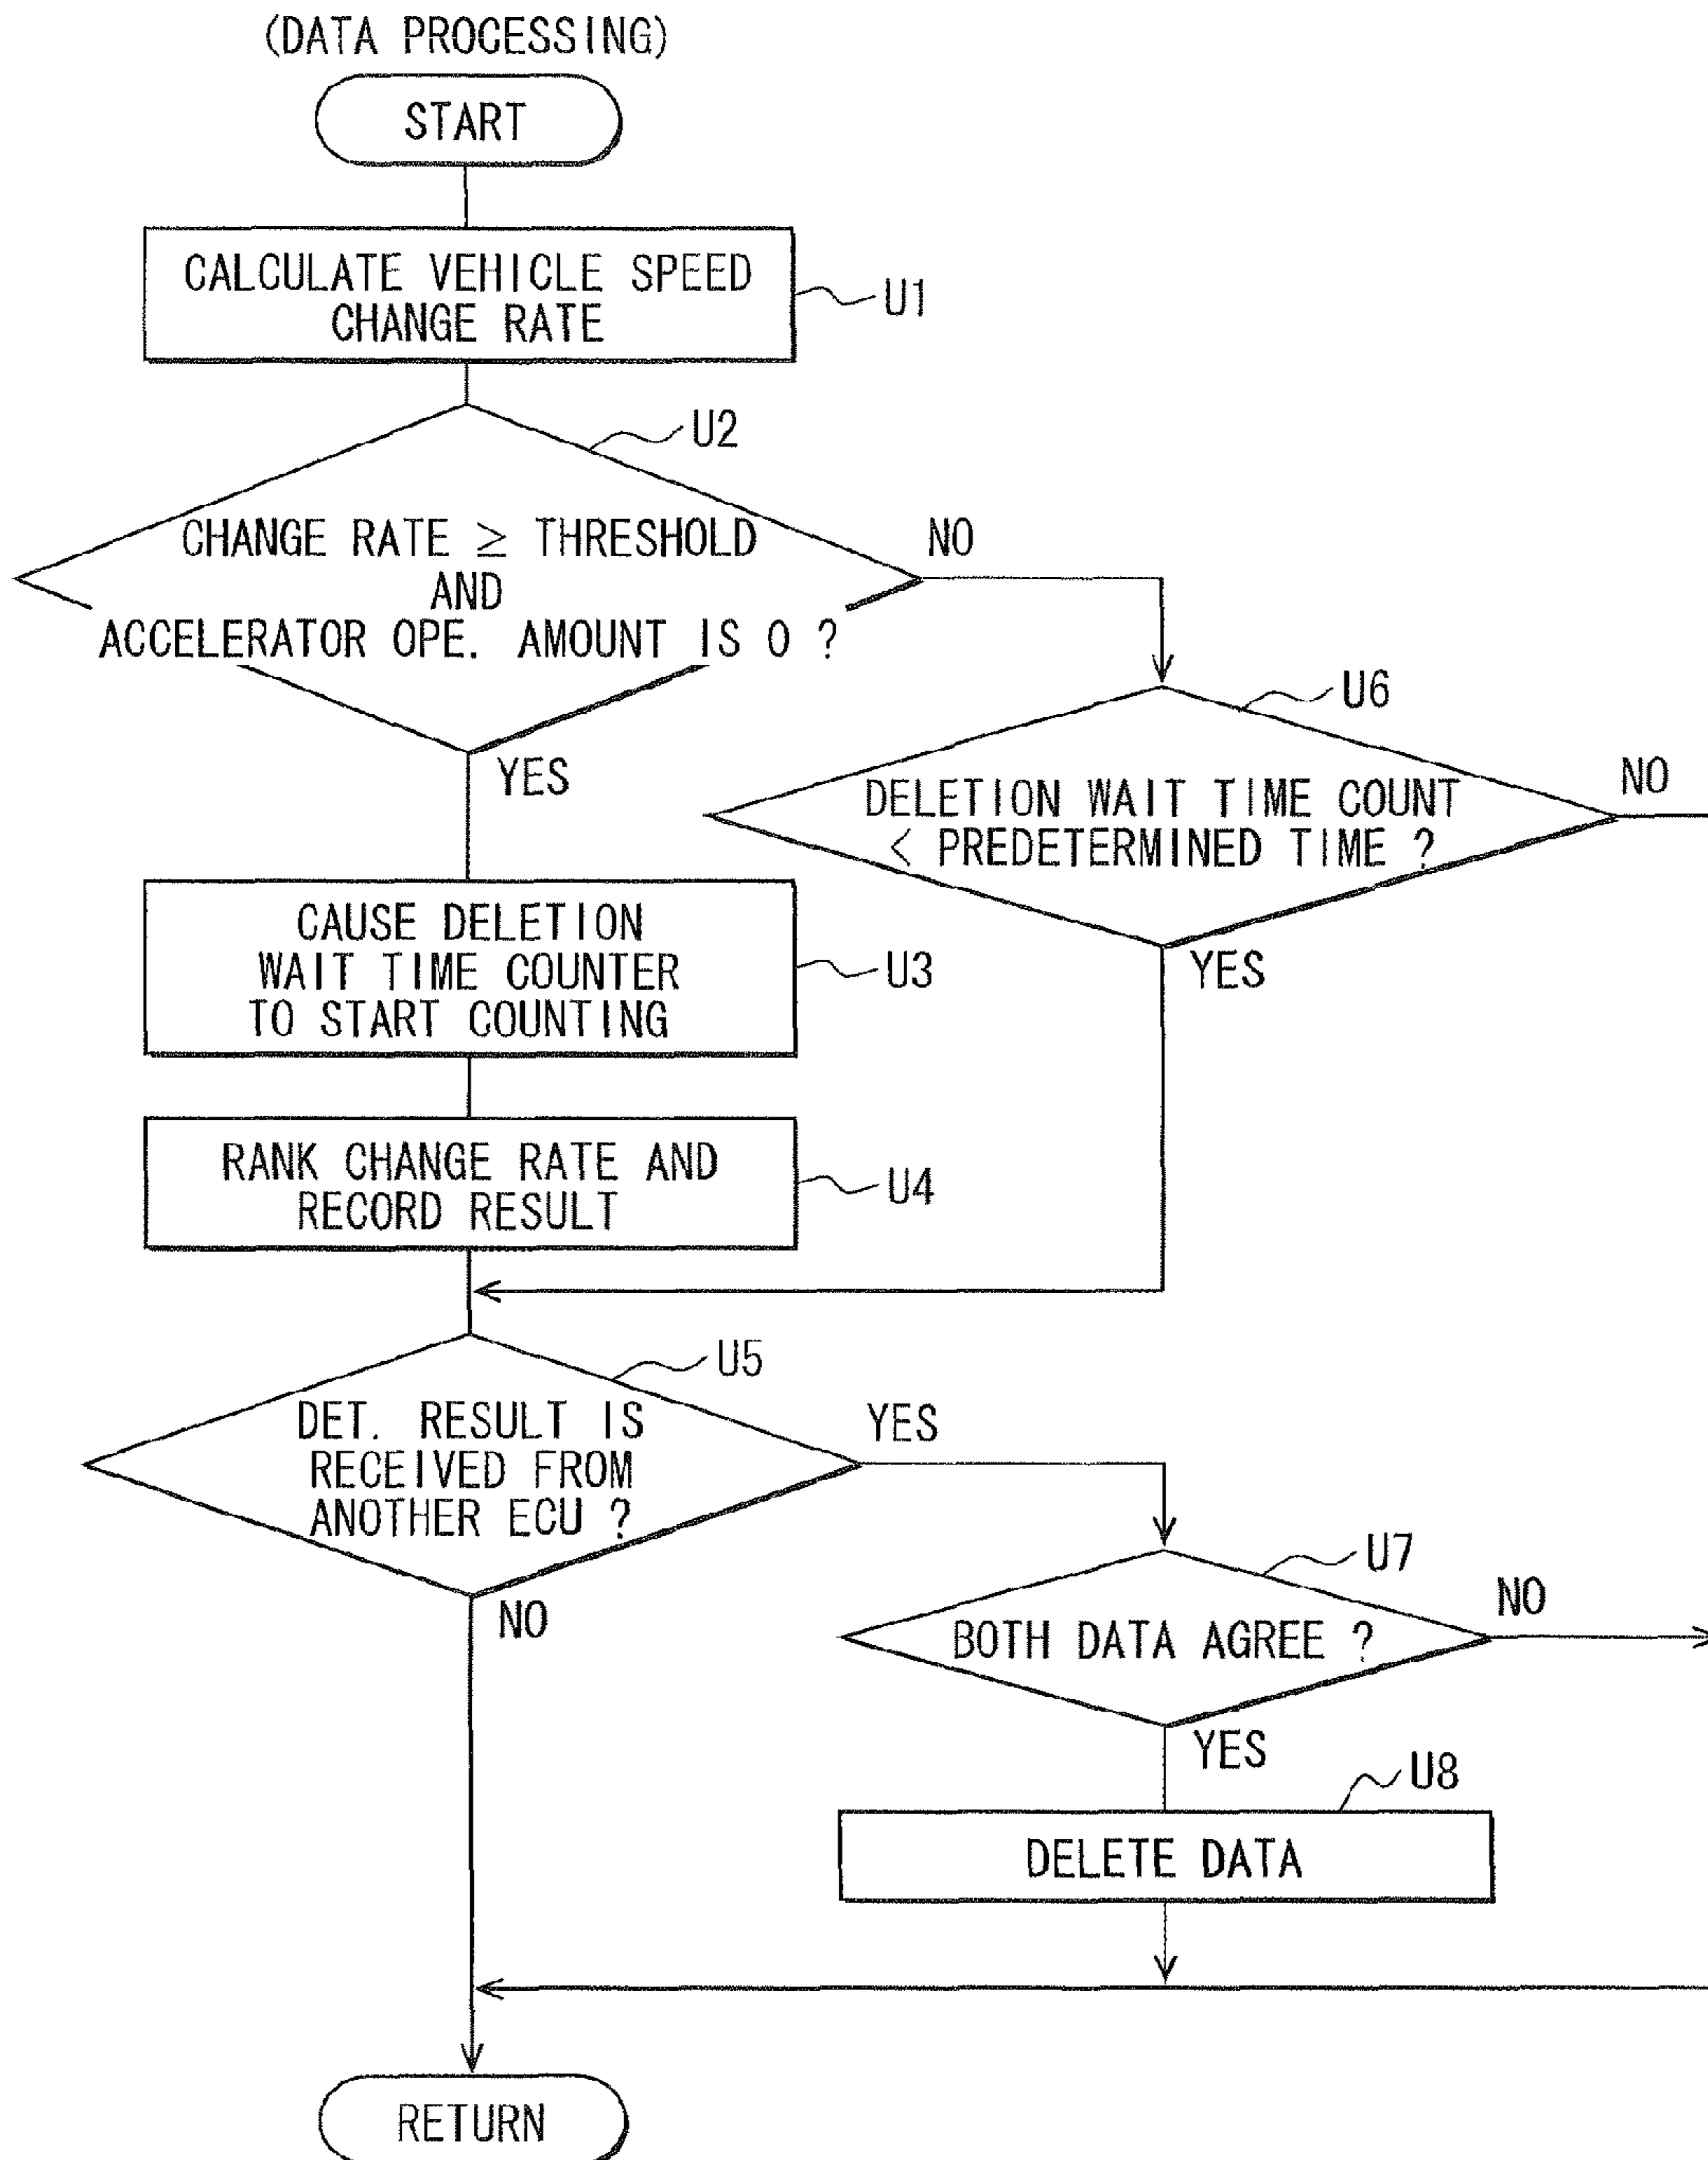 (DATA PROCESSING)
START
CALCULATE VEHICLE SPEED
CHANGE RATE
U1
U2
CHANGE RATE ≥ THRESHOLD
AND
ACCELERATOR OPE. AMOUNT IS 0 ?
NO
YES
U6
DELETION WAIT TIME COUNT
< PREDETERMINED TIME ?
NO
YES
CAUSE DELETION
WAIT TIME COUNTER
TO START COUNTING
U3
RANK CHANGE RATE AND
RECORD RESULT
U4
U5
DET. RESULT IS
RECEIVED FROM
ANOTHER ECU ?
YES
NO
U7
BOTH DATA AGREE ?
NO
YES
U8
DELETE DATA
RETURN